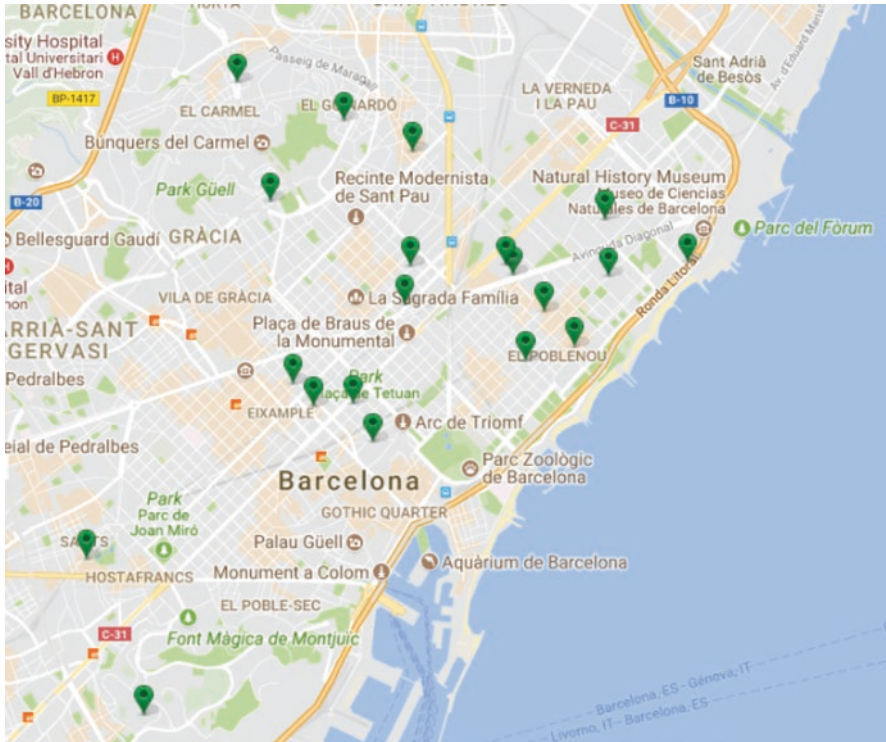 BARCELONA
HORTA
sity Hospital
tal Universitari
Vall d'Hebron
H
BP-1417
Passeig de Maragall
EL CARMEL
Búnquers del Carmel
Park Güell
B-20
Bellesguard Gaudí
GRÀCIA
H
ital
non
Recinte Modernista
de Sant Pau
LA VERNEDA
I LA PAU
C-31
B-10
Sant Adrià
de Besòs
Natural History Museum
Museo de Ciencias
Naturales de Barcelona
Avinguda Diagonal
Parc del Fòrum
Ronda Litoral
VILA DE GRÀCIA
La Sagrada Família
ARRIÀ-SANT
GERVASI
Plaça de Braus de
la Monumental
Pedralbes
EL POBLENOU
Park
de Tetuan
EIXAMPLE
Arc de Triomf
eial de Pedralbes
Barcelona
Parc Zoològic
de Barcelona
Park
Parc de
Joan Miró
GOTHIC QUARTER
Palau Güell
HOSTAFRANCS
Monument a Colom
Aquàrium de Barcelona
EL POBLE-SEC
C-31
Font Màgica de Montjuïc
Barcelona, ES - Génova, IT
Livorno, IT - Barcelona, ES